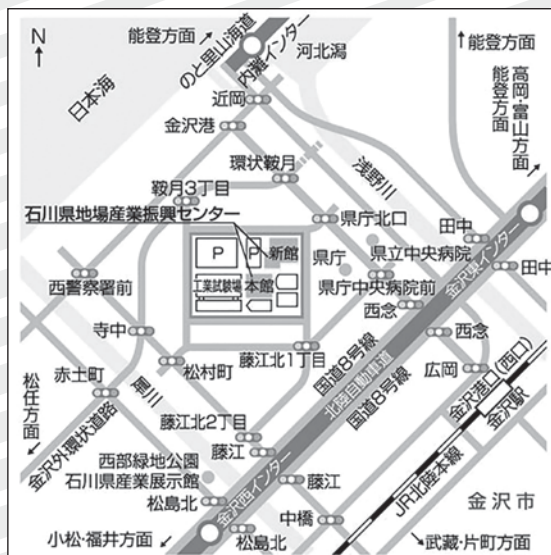 N
能登方面
のと里山海道
内灘インター
河北潟
能登方面
高岡・富山方面
能登方面
日本海
近岡
金沢港
環状鞍月
浅野川
鞍月3丁目
石川県地場産業振興センター
県庁北口
田中
P
P
新館
県庁
県立中央病院
金沢東インター
田中
工業試験場
本館
県庁中央病院前
西警察署前
西念
寺中
藤江北1丁目
国道8号線
西念
松村町
北陸自動車道
国道8号線
広岡
金沢港口(西口)
金沢駅
赤土町
犀川
松任方面
金沢外環状道路
藤江北2丁目
藤江
西部緑地公園
石川県産業展示館
藤江
JR北陸本線
松島北
金沢西インター
中橋
金沢市
小松・福井方面
松島北
武蔵・片町方面